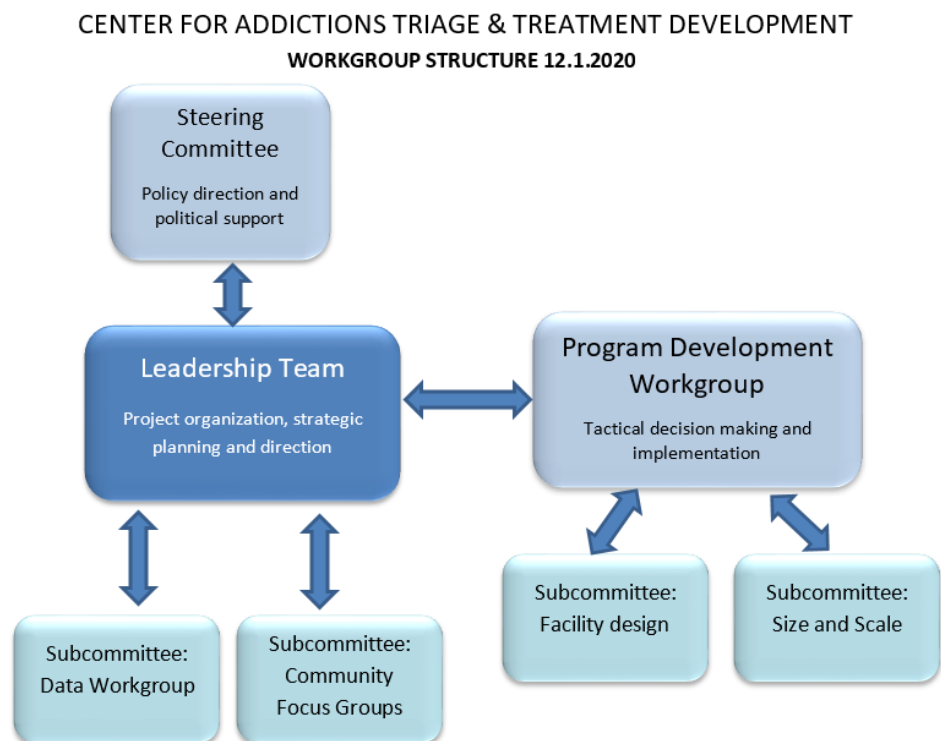 CENTER FOR ADDICTIONS TRIAGE & TREATMENT DEVELOPMENT
WORKGROUP STRUCTURE 12.1.2020
Steering
Committee
Policy direction and
political support
Leadership Team
Project organization, strategic
planning and direction
Program Development
Workgroup
Tactical decision making and
implementation
Subcommittee:
Data Workgroup
Subcommittee:
Community
Focus Groups
Subcommittee:
Facility design
Subcommittee:
Size and Scale